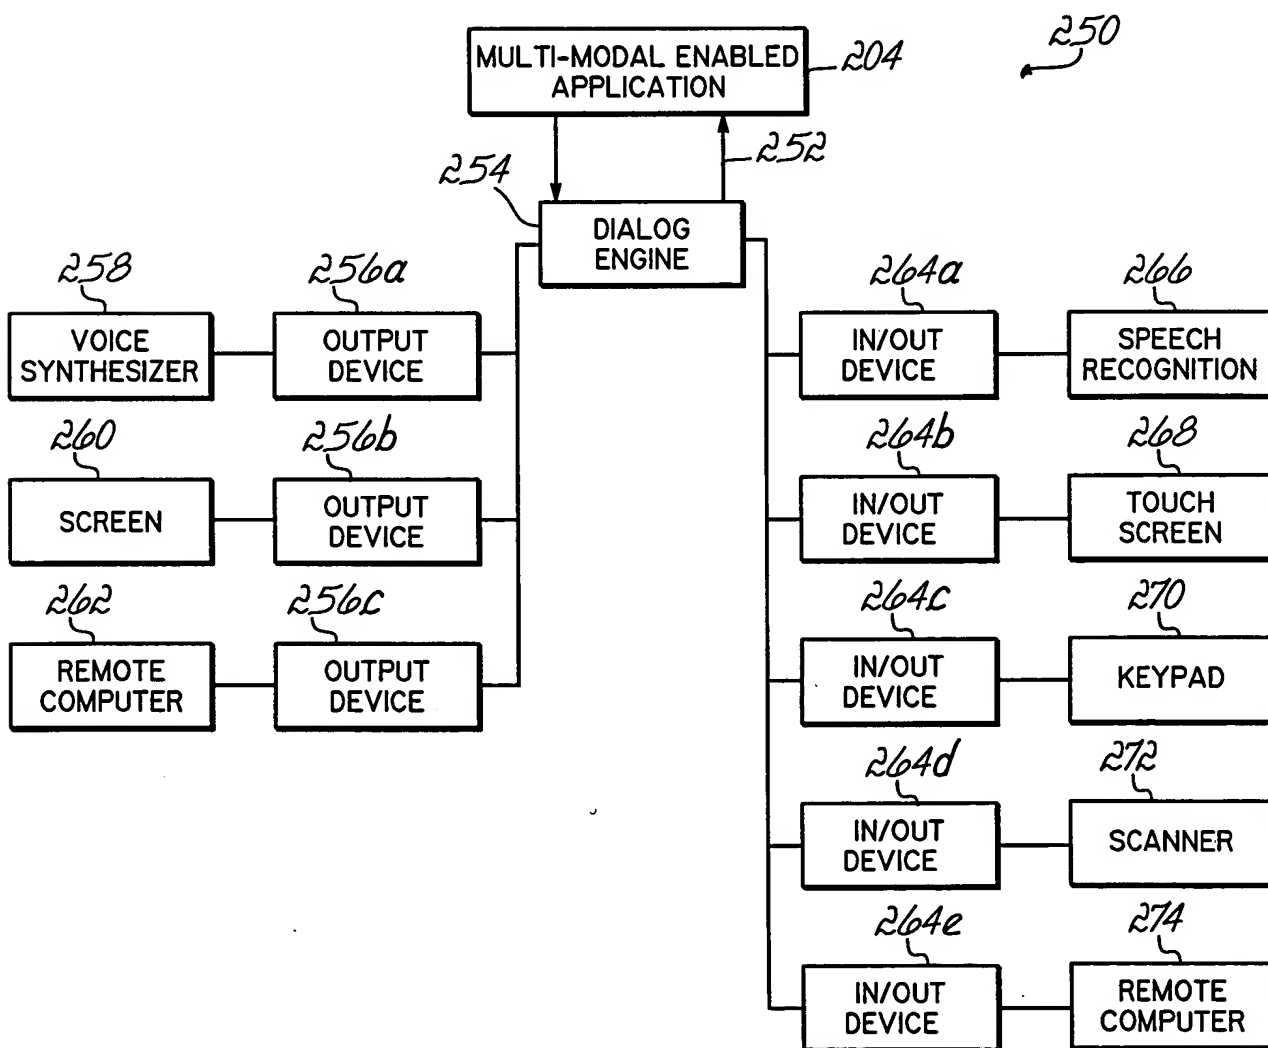 MULTI-MODAL ENABLED
APPLICATION
204
250
252
254
DIALOG
ENGINE
258
256a
264a
266
VOICE
SYNTHESIZER
OUTPUT
DEVICE
IN/OUT
DEVICE
SPEECH
RECOGNITION
260
256b
264b
268
SCREEN
OUTPUT
DEVICE
IN/OUT
DEVICE
TOUCH
SCREEN
262
256c
264c
270
REMOTE
COMPUTER
OUTPUT
DEVICE
IN/OUT
DEVICE
KEYPAD
264d
272
IN/OUT
DEVICE
SCANNER
264e
274
IN/OUT
DEVICE
REMOTE
COMPUTER